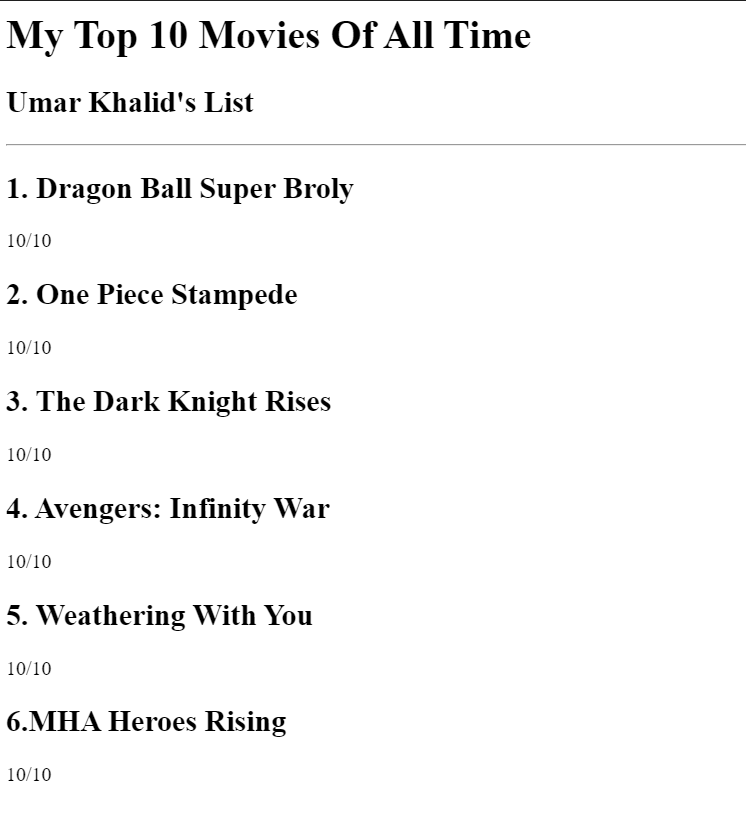 My Top 10 Movies Of All Time
Umar Khalid's List
1. Dragon Ball Super Broly
10/10
2. One Piece Stampede
10/10
3. The Dark Knight Rises
10/10
4. Avengers: Infinity War
10/10
5. Weathering With You
10/10
6.MHA Heroes Rising
10/10